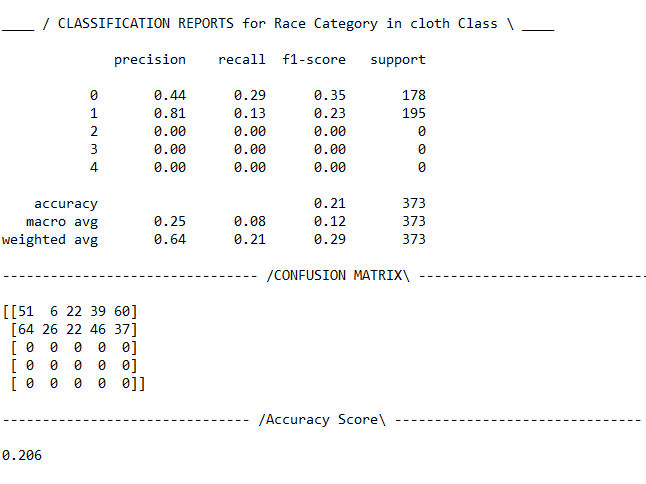 ____ / CLASSIFICATION REPORTS for Race Category in cloth Class \ ____
precision recall f1-score support
0 0.44 0.29 0.35 178
1 0.81 0.13 0.23 195
2 0.00 0.00 0.00 0
3 0.00 0.00 0.00 0
4 0.00 0.00 0.00 0
accuracy 0.21 373
macro avg 0.25 0.08 0.12 373
weighted avg 0.64 0.21 0.29 373
-------------------------------- /CONFUSION MATRIX\ -----------------------------
[[51 6 22 39 60]
[64 26 22 46 37]
[ 0 0 0 0 0]
[ 0 0 0 0 0]
[ 0 0 0 0 0]]
------------------------------- /Accuracy Score\ -------------------------------
0.206